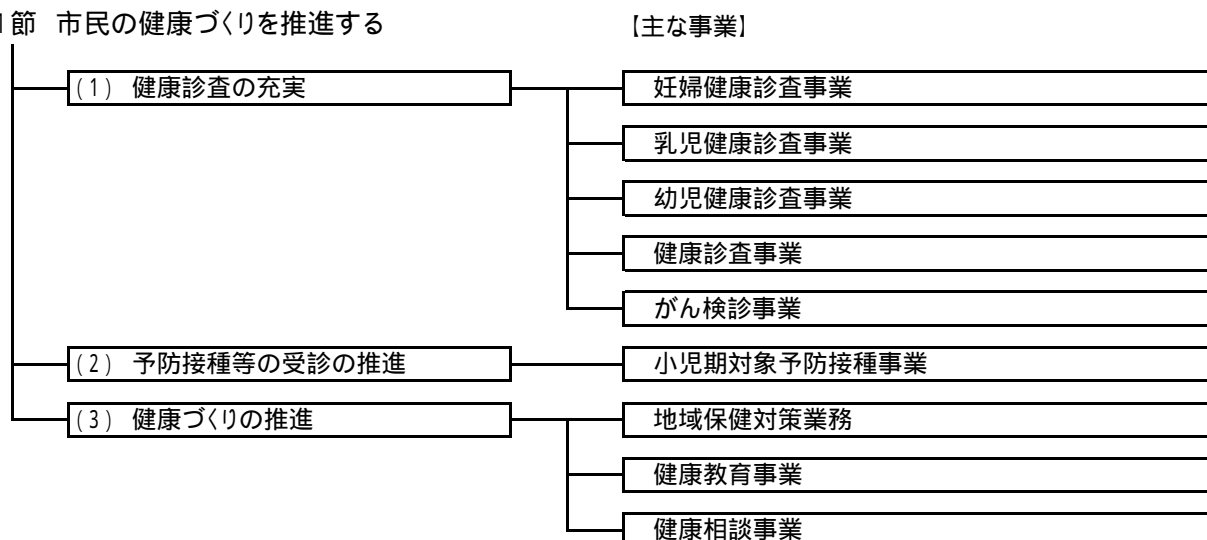 節 市民の健康づくりを推進する 【主な事業】
(1) 健康診査の充実 妊婦健康診査事業
乳児健康診査事業
幼児健康診査事業
健康診査事業
がん検診事業
(2) 予防接種等の受診の推進 小児期対象予防接種事業
(3) 健康づくりの推進 地域保健対策業務
健康教育事業
健康相談事業